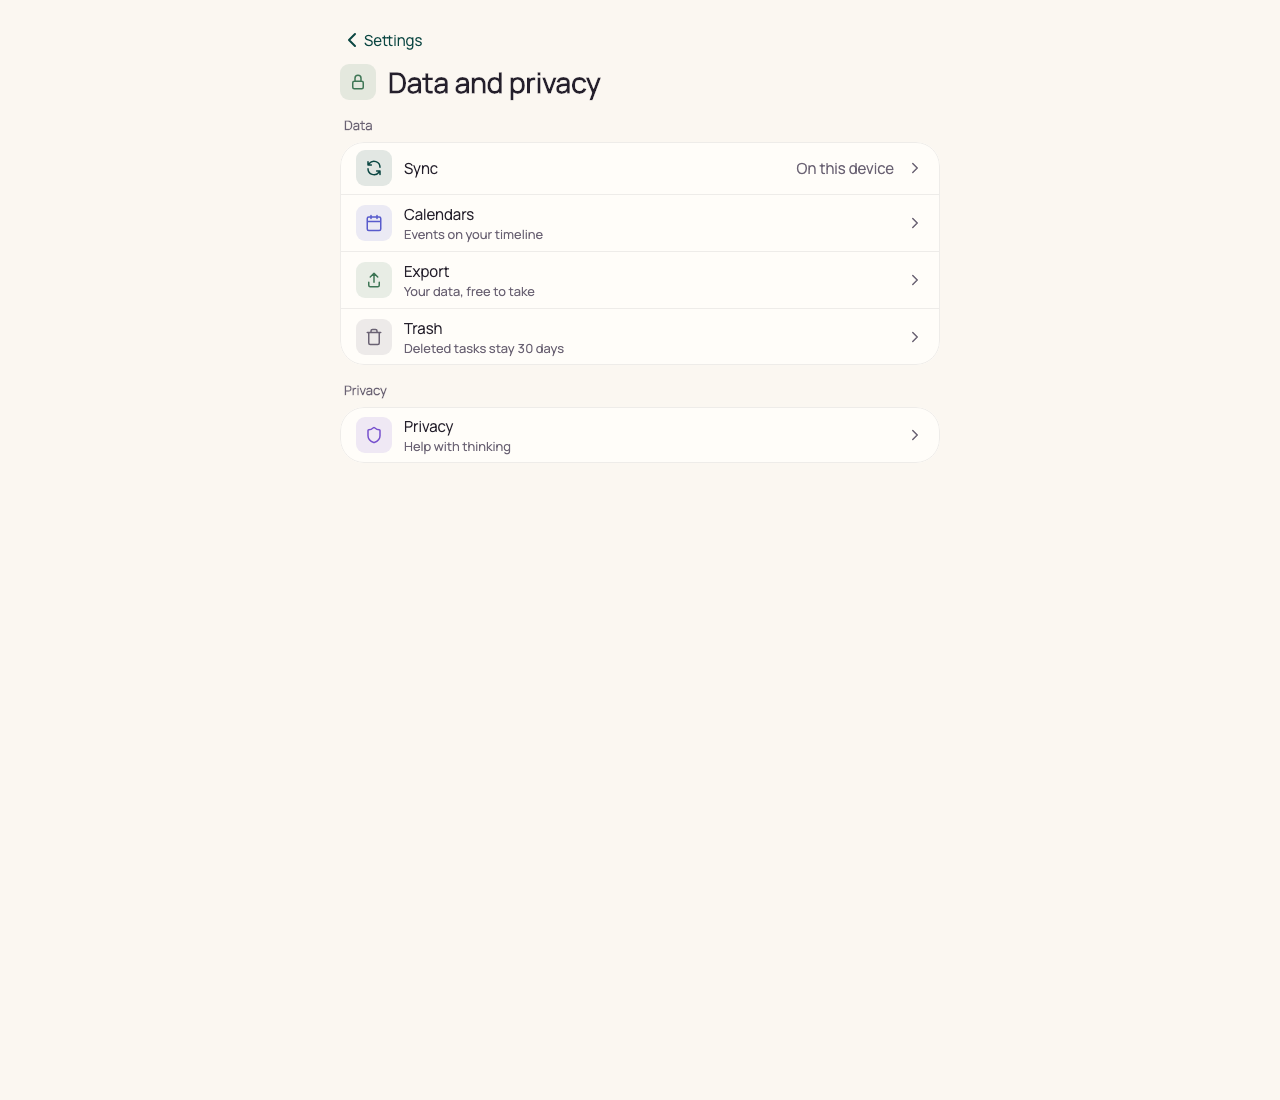 Settings
Data and privacy
Data
Sync
On this device
Calendars
Events on your timeline
Export
Your data, free to take
Trash
Deleted tasks stay 30 days
Privacy
Privacy
Help with thinking